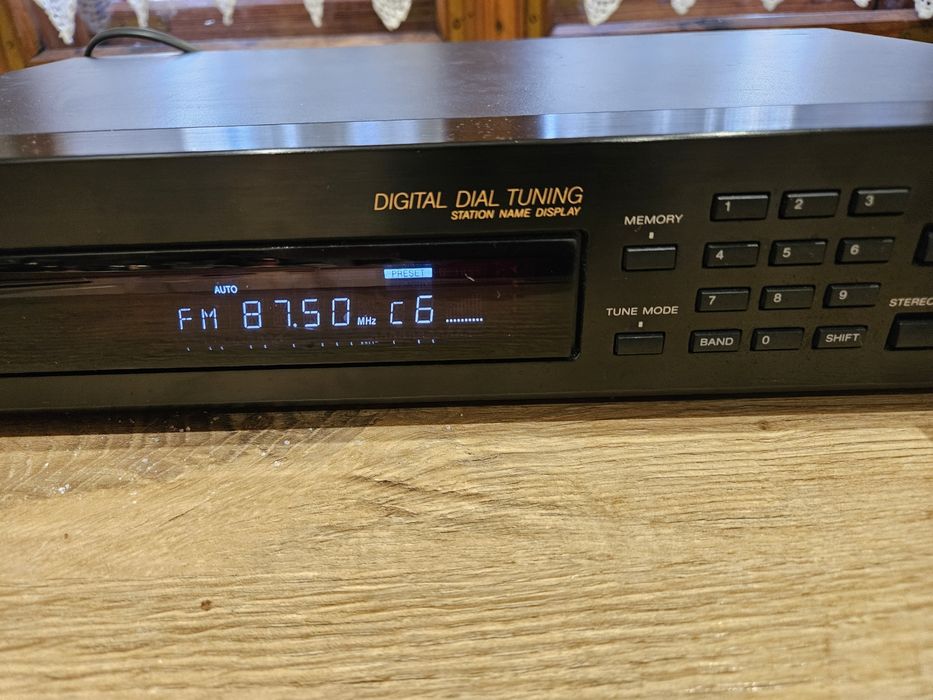 DIGITAL DIAL TUNING
STATION NAME DISPLAY
PRESET
AUTO
FM 87.50 MHz C6
MEMORY
1 2 3
4 5 6
TUNE MODE
7 8 9
BAND 0 SHIFT
STEREO